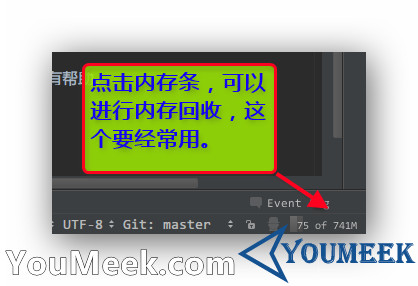 有帮助
点击内存条，可以
进行内存回收，这
个要经常用。
Event
UTF-8 Git: master 75 of 741M
YouMeek.com YOUMEEK